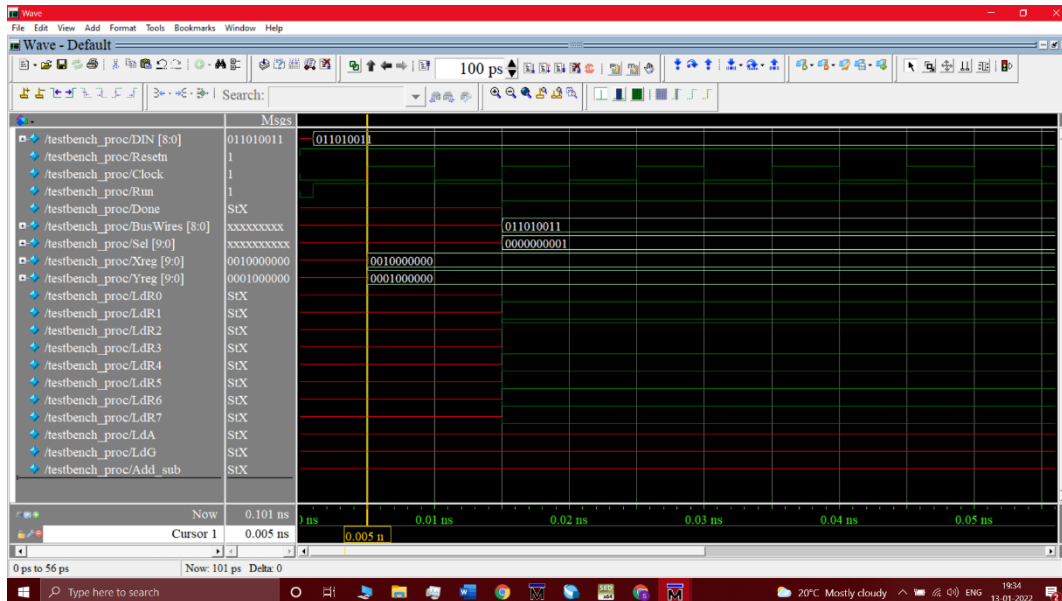 Wave
File Edit View Add Format Tools Bookmarks Window Help
Wave - Default
100 ps
Search:
Msgs
/testbench_proc/DIN [8:0] 011010011 011010011
/testbench_proc/Resetn 1
/testbench_proc/Clock 1
/testbench_proc/Run 1
/testbench_proc/Done StX
/testbench_proc/BusWires [8:0] xxxxxxxxx 011010011
/testbench_proc/Sel [9:0] xxxxxxxxxx 0000000001
/testbench_proc/Xreg [9:0] 0010000000 0010000000
/testbench_proc/Yreg [9:0] 0001000000 0001000000
/testbench_proc/LdR0 StX
/testbench_proc/LdR1 StX
/testbench_proc/LdR2 StX
/testbench_proc/LdR3 StX
/testbench_proc/LdR4 StX
/testbench_proc/LdR5 StX
/testbench_proc/LdR6 StX
/testbench_proc/LdR7 StX
/testbench_proc/LdA StX
/testbench_proc/LdG StX
/testbench_proc/Add_sub StX
Now 0.101 ns ns 0.01 ns 0.02 ns 0.03 ns 0.04 ns 0.05 ns
Cursor 1 0.005 ns 0.005 n
0 ps to 56 ps Now: 101 ps Delta: 0
Type here to search 20°C Mostly cloudy ENG 19:34
13-01-2022